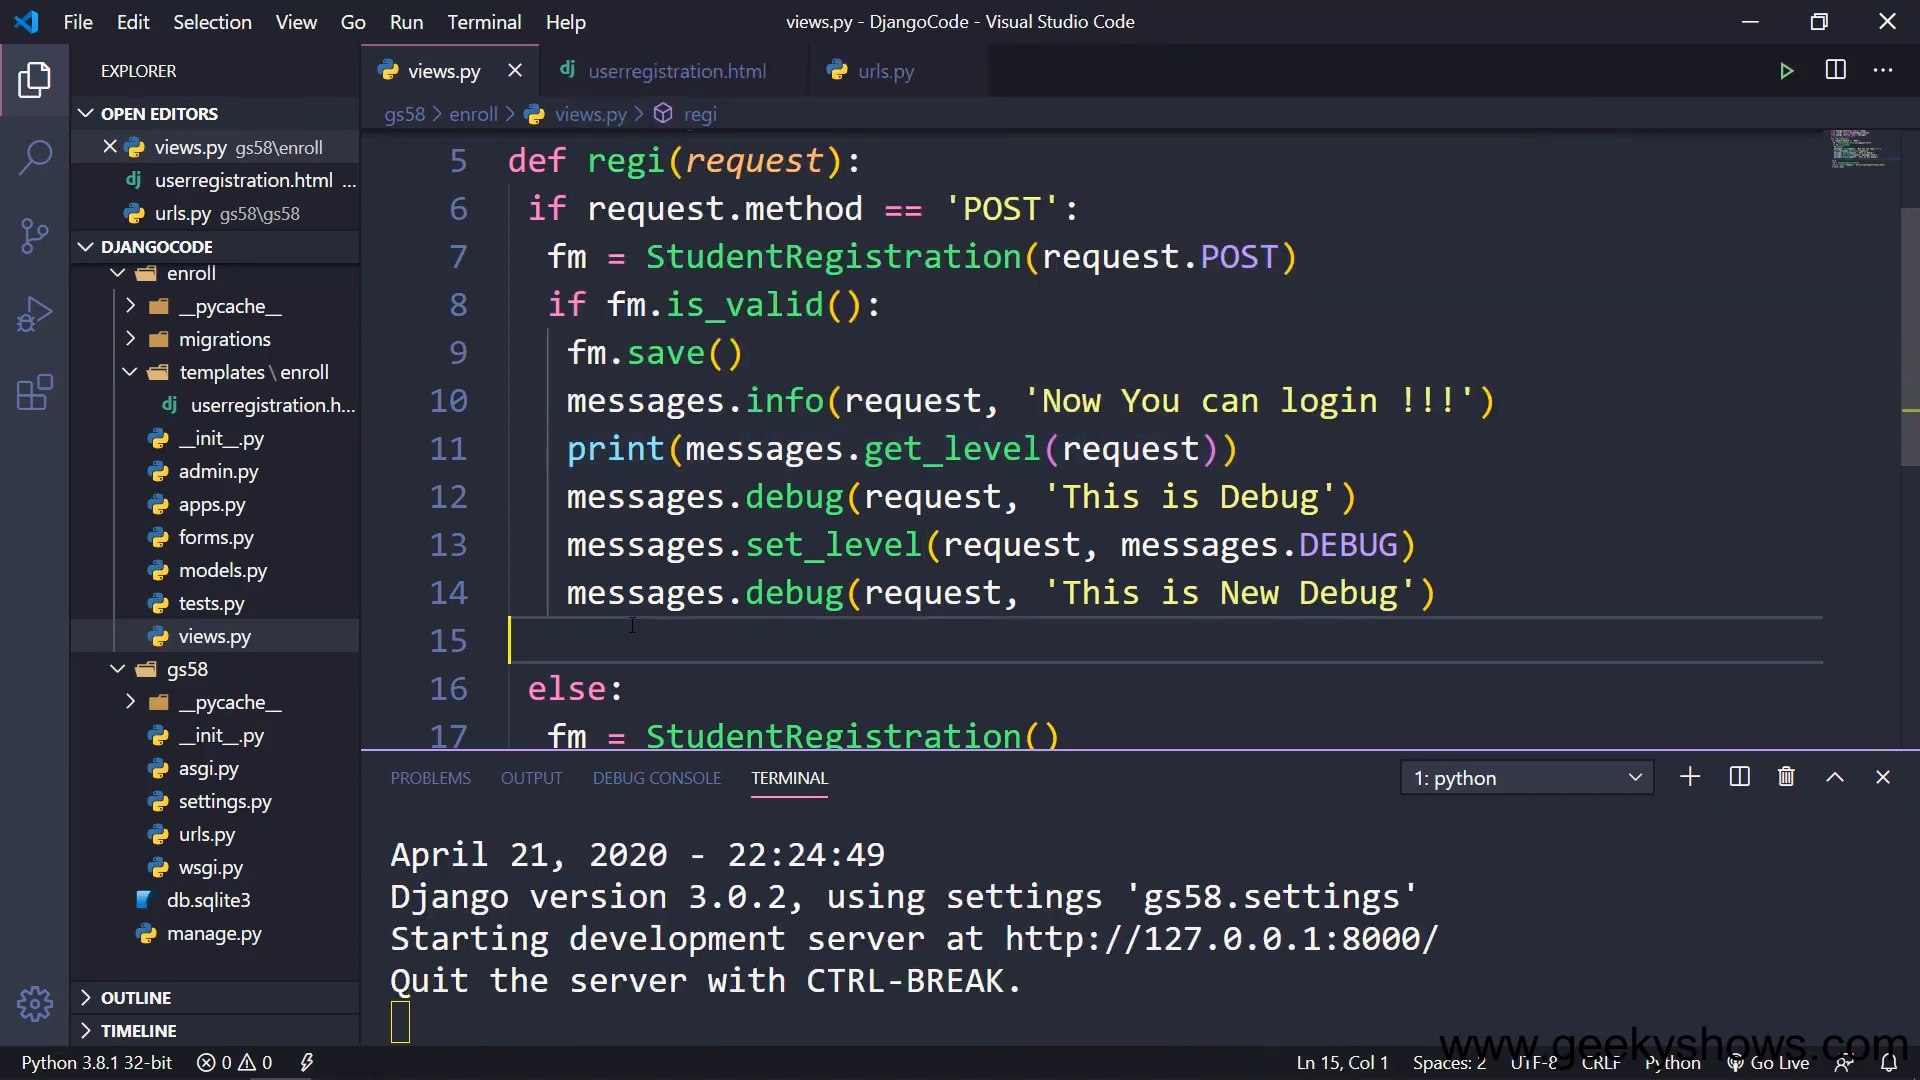 File Edit Selection View Go Run Terminal Help
views.py - DjangoCode - Visual Studio Code
EXPLORER
views.py
userregistration.html
urls.py
OPEN EDITORS
views.py gs58\enroll
userregistration.html ...
urls.py gs58\gs58
DJANGOCODE
enroll
__pycache__
migrations
templates \ enroll
userregistration.h...
__init__.py
admin.py
apps.py
forms.py
models.py
tests.py
views.py
gs58
__pycache__
__init__.py
asgi.py
settings.py
urls.py
wsgi.py
db.sqlite3
manage.py
OUTLINE
TIMELINE
gs58 > enroll > views.py > regi
5 def regi(request):
6 if request.method == 'POST':
7 fm = StudentRegistration(request.POST)
8 if fm.is_valid():
9 fm.save()
10 messages.info(request, 'Now You can login !!!')
11 print(messages.get_level(request))
12 messages.debug(request, 'This is Debug')
13 messages.set_level(request, messages.DEBUG)
14 messages.debug(request, 'This is New Debug')
15
16 else:
17 fm = StudentRegistration()
PROBLEMS OUTPUT DEBUG CONSOLE TERMINAL
1: python
April 21, 2020 - 22:24:49
Django version 3.0.2, using settings 'gs58.settings'
Starting development server at http://127.0.0.1:8000/
Quit the server with CTRL-BREAK.
www.geekyshows.com
Python 3.8.1 32-bit 0 0
Ln 15, Col 1 Spaces: 2 UTF-8 CRLF Python Go Live